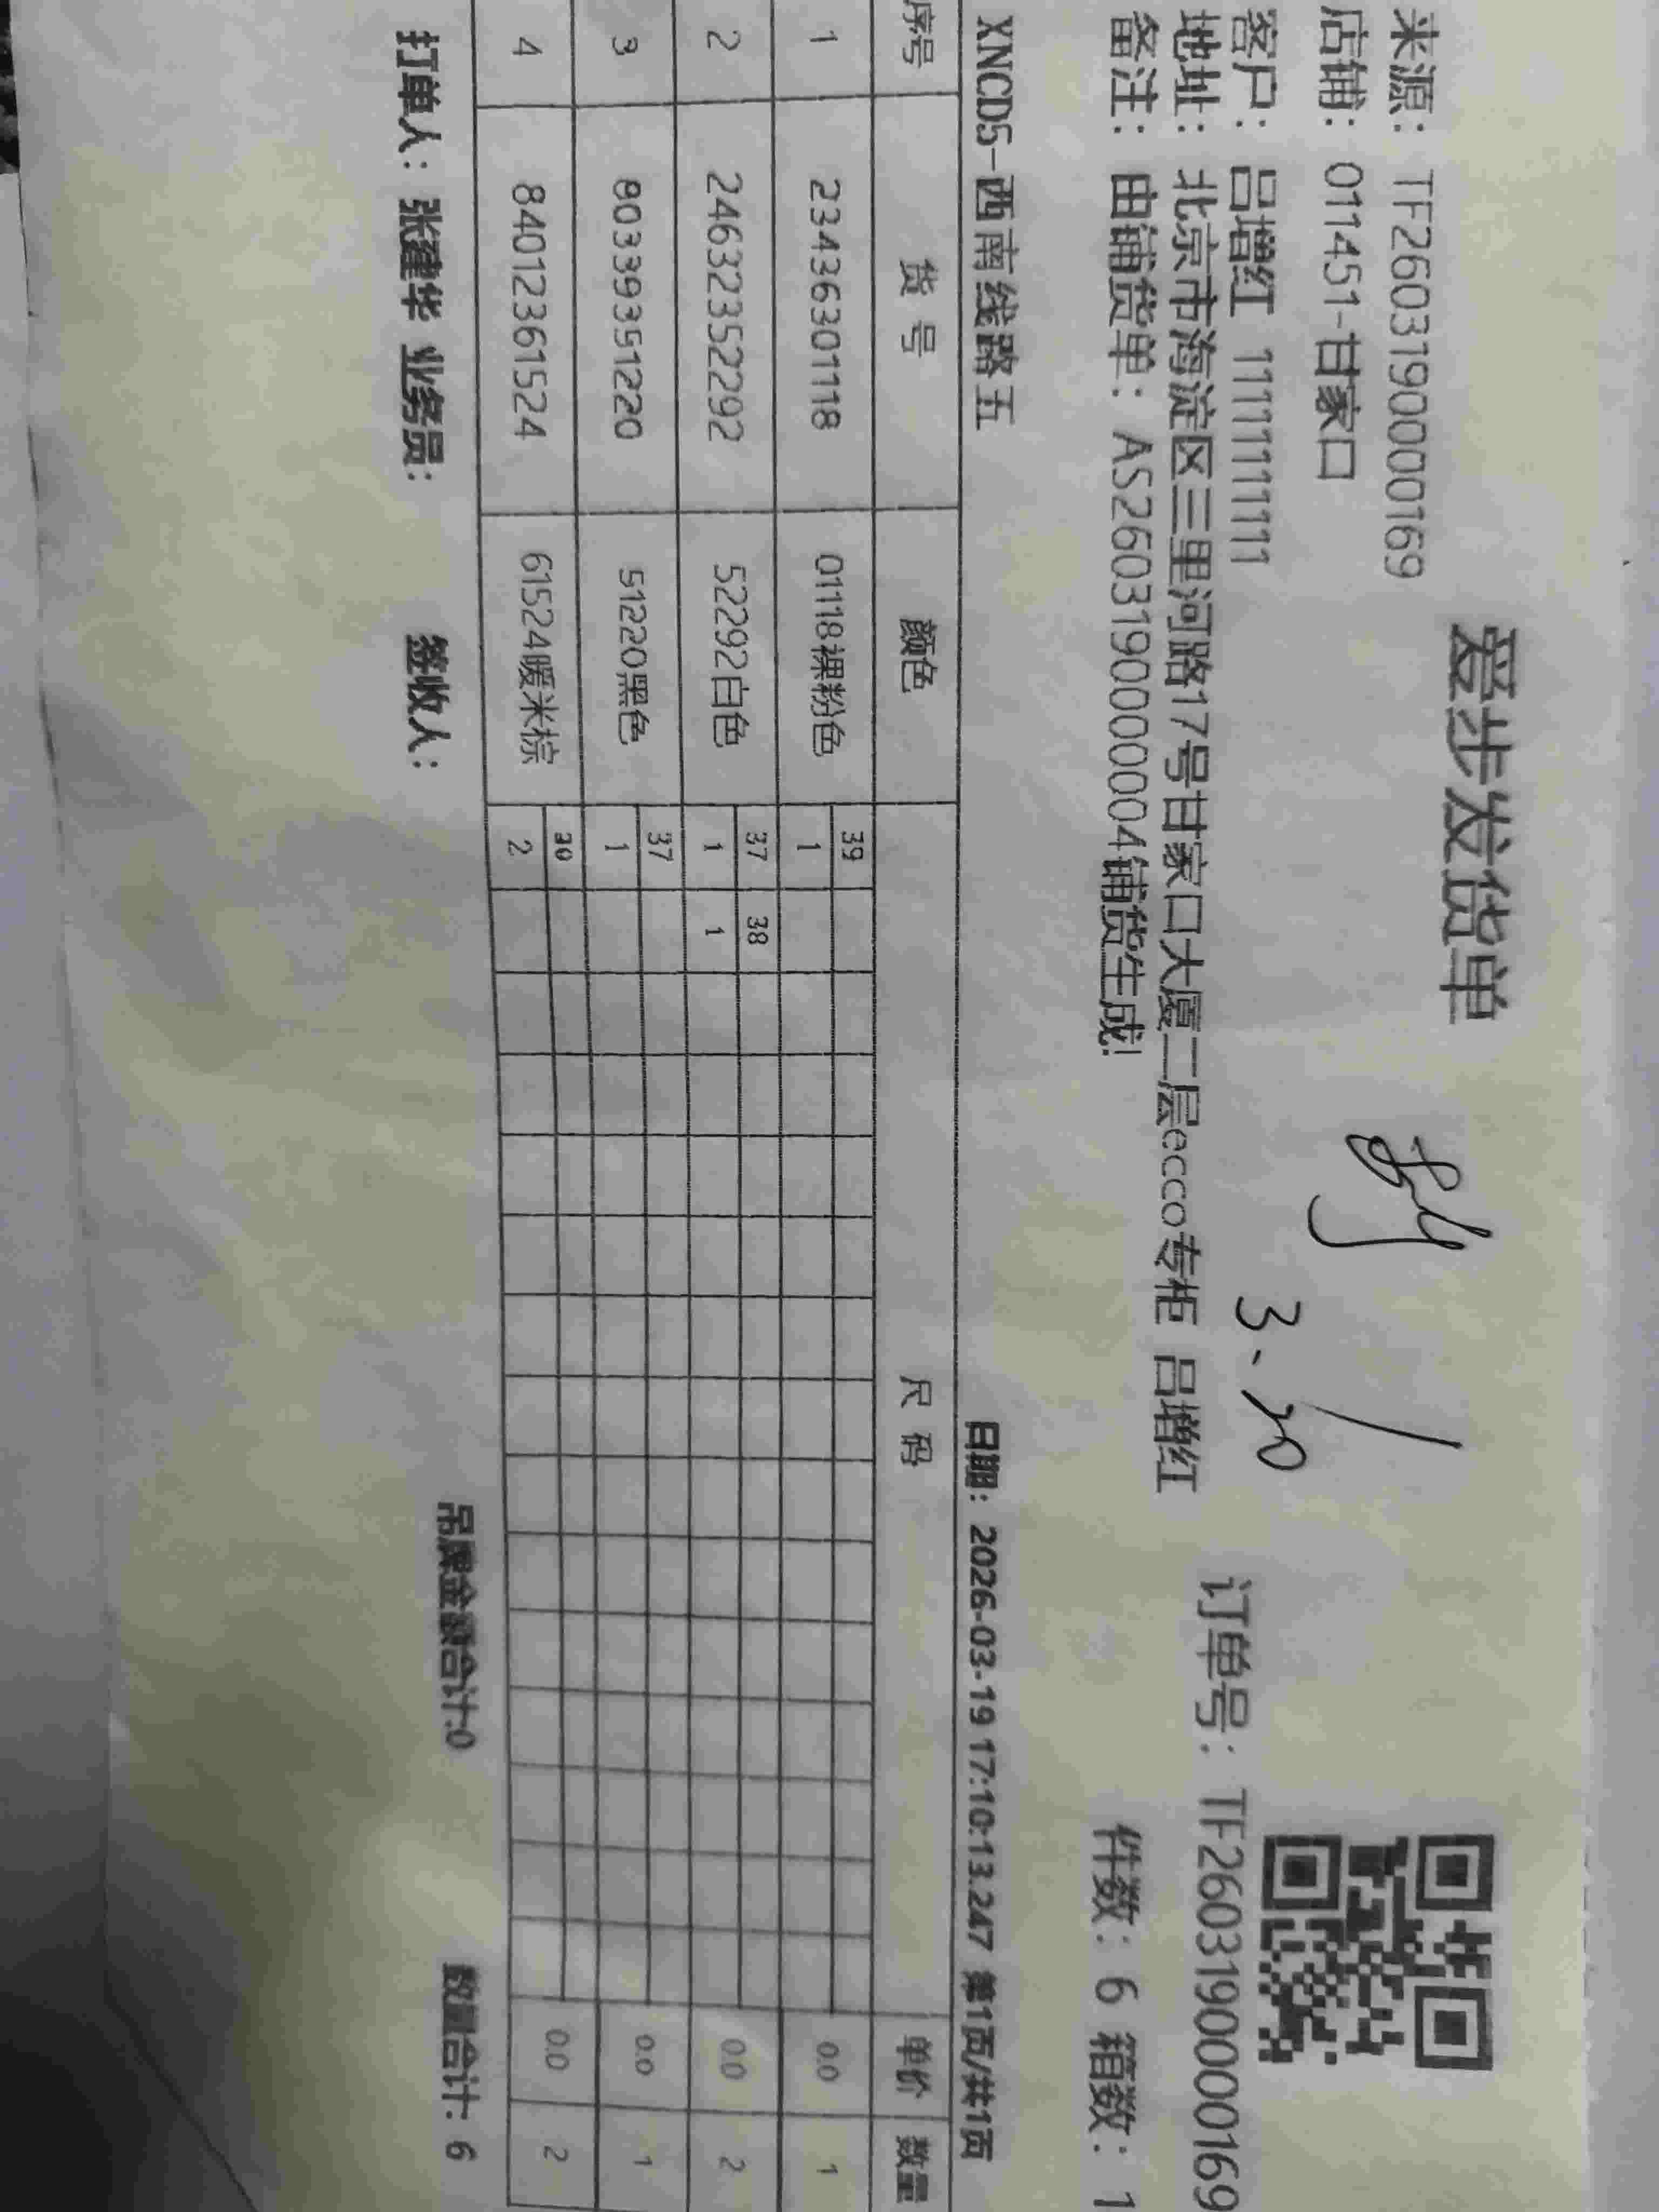 爱步发货单
来源：TF26031900000169
店铺：011451-甘家口
客户：吕增红 11111111111
订单号：TF26031900000169
地址：北京市海淀区三里河路17号甘家口大厦二层ecco专柜 吕增红
备注：由铺货单：AS26031900000004铺货生成!
件数：6 箱数：1
3.20
XNCD5-西南线路五 日期：2026-03-19 17:10:13.247 第1页/共1页
序号 货号 颜色 尺码 单价 数量
39
1 23436301118 01118裸粉色 1 0.0 1
37 38
2 24632352292 52292白色 1 1 0.0 2
37
3 80339351220 51220黑色 1 0.0 1
4 84012361524 61524暖米棕 2 0.0 2
吊牌金额合计:0 数量合计：6
打单人：张建华 业务员： 签收人：